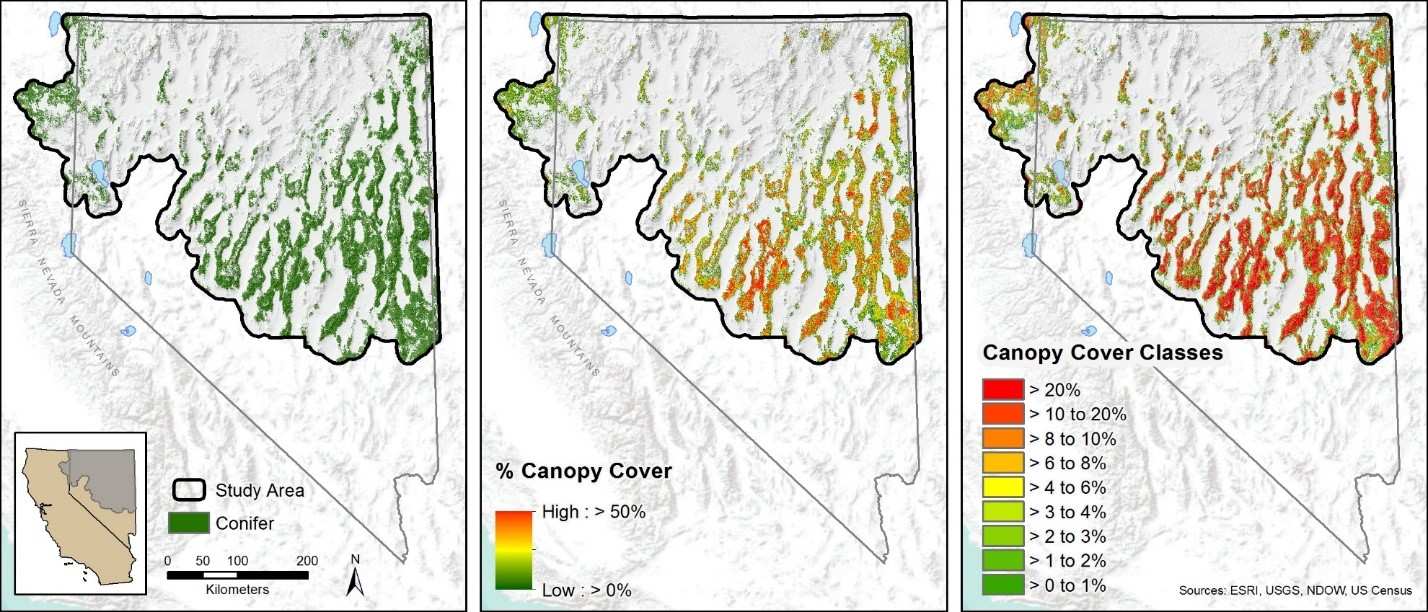 SIERRA NEVADA MOUNTAINS
Study Area
Conifer
0 50 100 200
Kilometers
N
SIERRA NEVADA MOUNTAINS
% Canopy Cover
High : > 50%
Low : > 0%
Canopy Cover Classes
> 20%
> 10 to 20%
> 8 to 10%
> 6 to 8%
> 4 to 6%
> 3 to 4%
> 2 to 3%
> 1 to 2%
> 0 to 1%
Sources: ESRI, USGS, NDOW, US Census